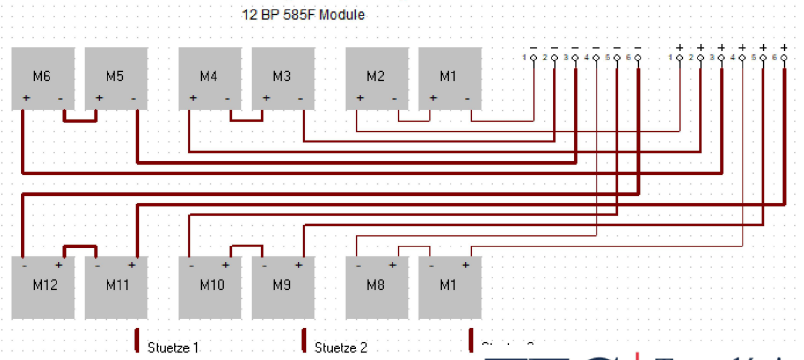 12 BP 585F Module
- - - - - - + + + + + +
1 2 3 4 5 6 1 2 3 4 5 6
M6 M5 M4 M3 M2 M1
+ - + - + - + - + - + -
- + - + - + - + - + - +
M12 M11 M10 M9 M8 M1
Stuetze 1 Stuetze 2